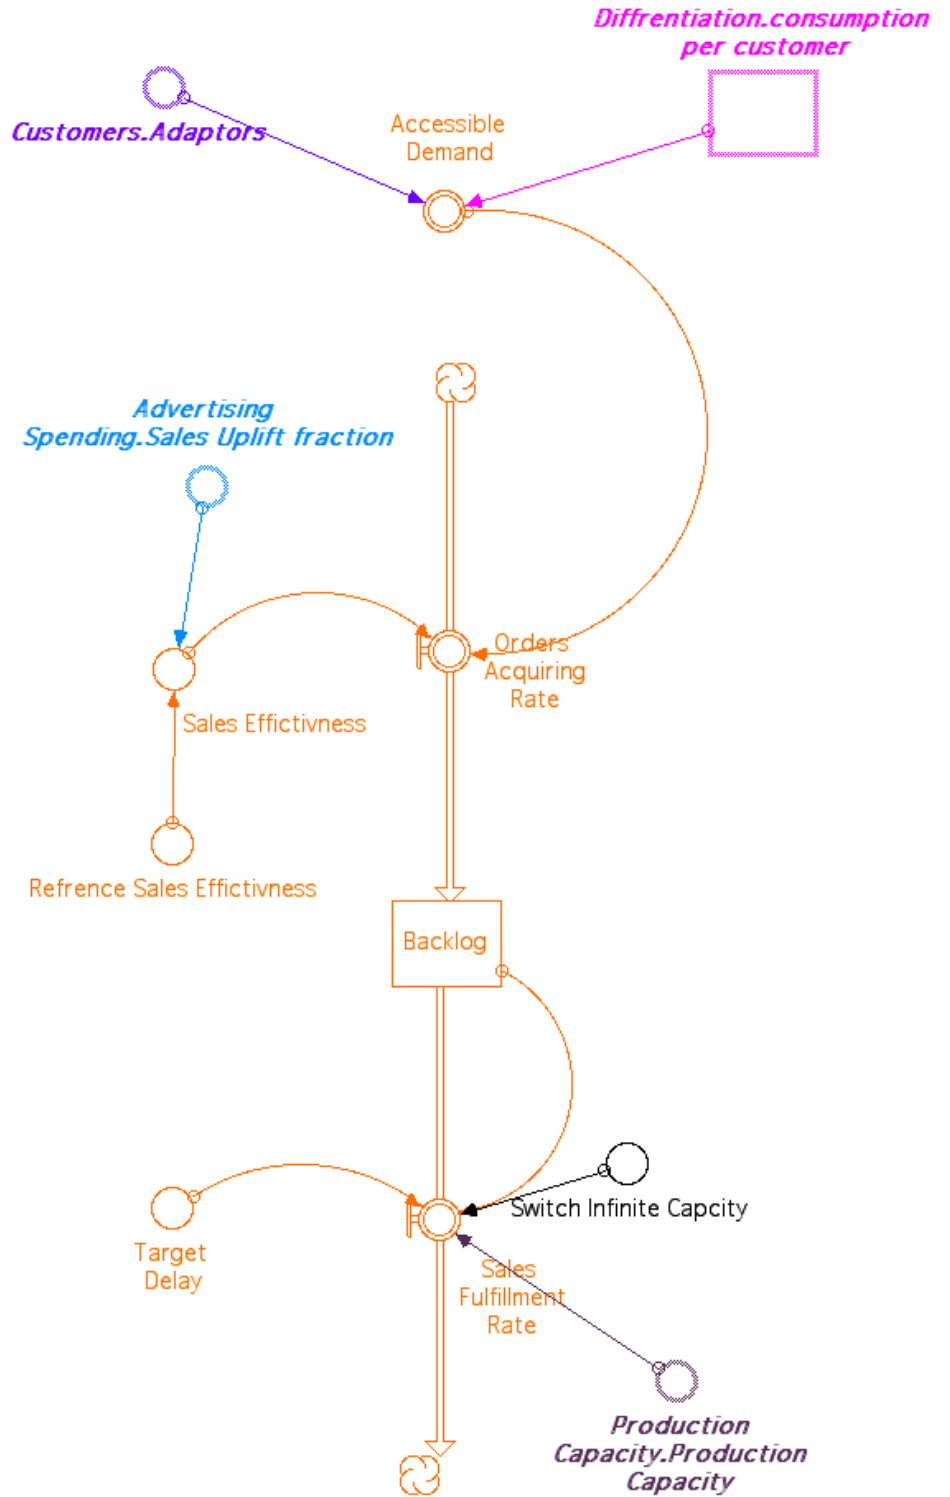 Diffrentiation.consumption
per customer
Customers.Adaptors
Accessible
Demand
Advertising
Spending.Sales Uplift fraction
Orders
Acquiring
Rate
Sales Effictivness
Refrence Sales Effictivness
Backlog
Switch Infinite Capcity
Target
Delay
Sales
Fulfillment
Rate
Production
Capacity.Production
Capacity